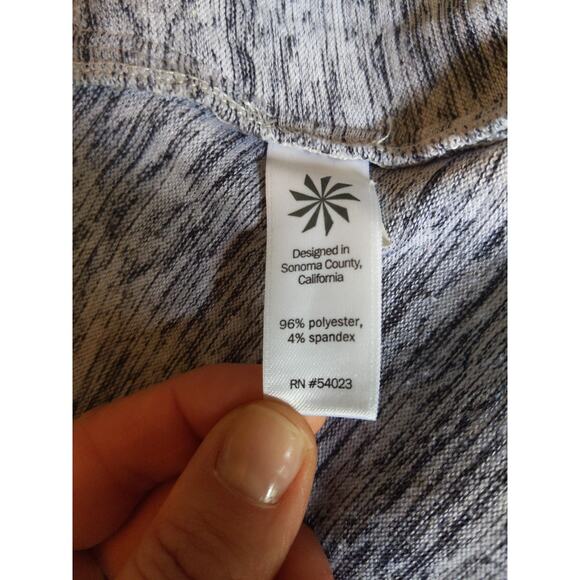 Designed in
Sonoma County,
California
96% polyester,
4% spandex
RN #54023